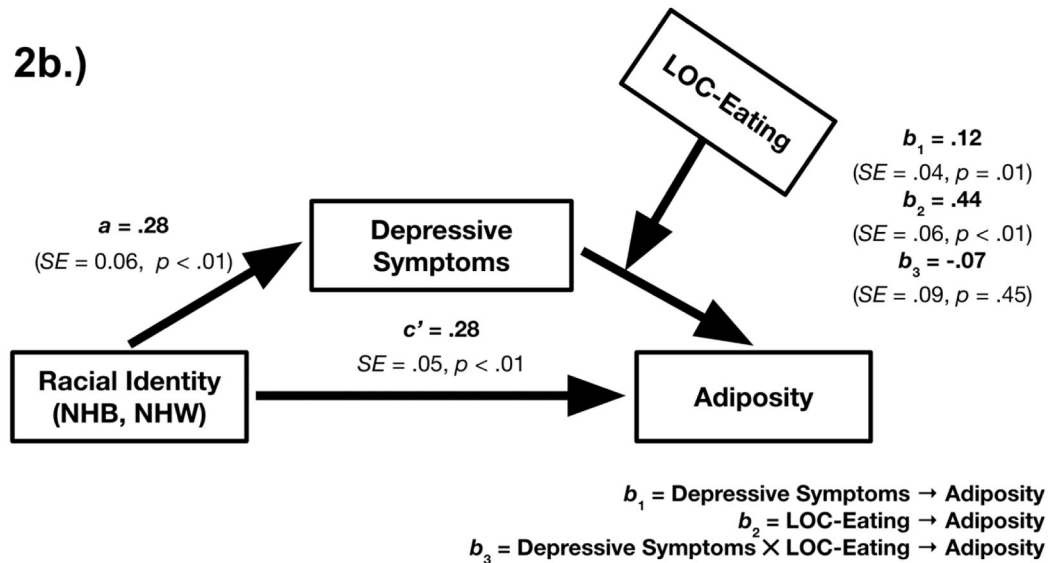 2b.)
LOC-Eating
b₁ = .12
(SE = .04, p = .01)
b₂ = .44
(SE = .06, p < .01)
b₃ = -.07
(SE = .09, p = .45)
a = .28
(SE = 0.06, p < .01)
Depressive
Symptoms
c’ = .28
SE = .05, p < .01
Racial Identity
(NHB, NHW)
Adiposity
b₁ = Depressive Symptoms → Adiposity
b₂ = LOC-Eating → Adiposity
b₃ = Depressive Symptoms × LOC-Eating → Adiposity